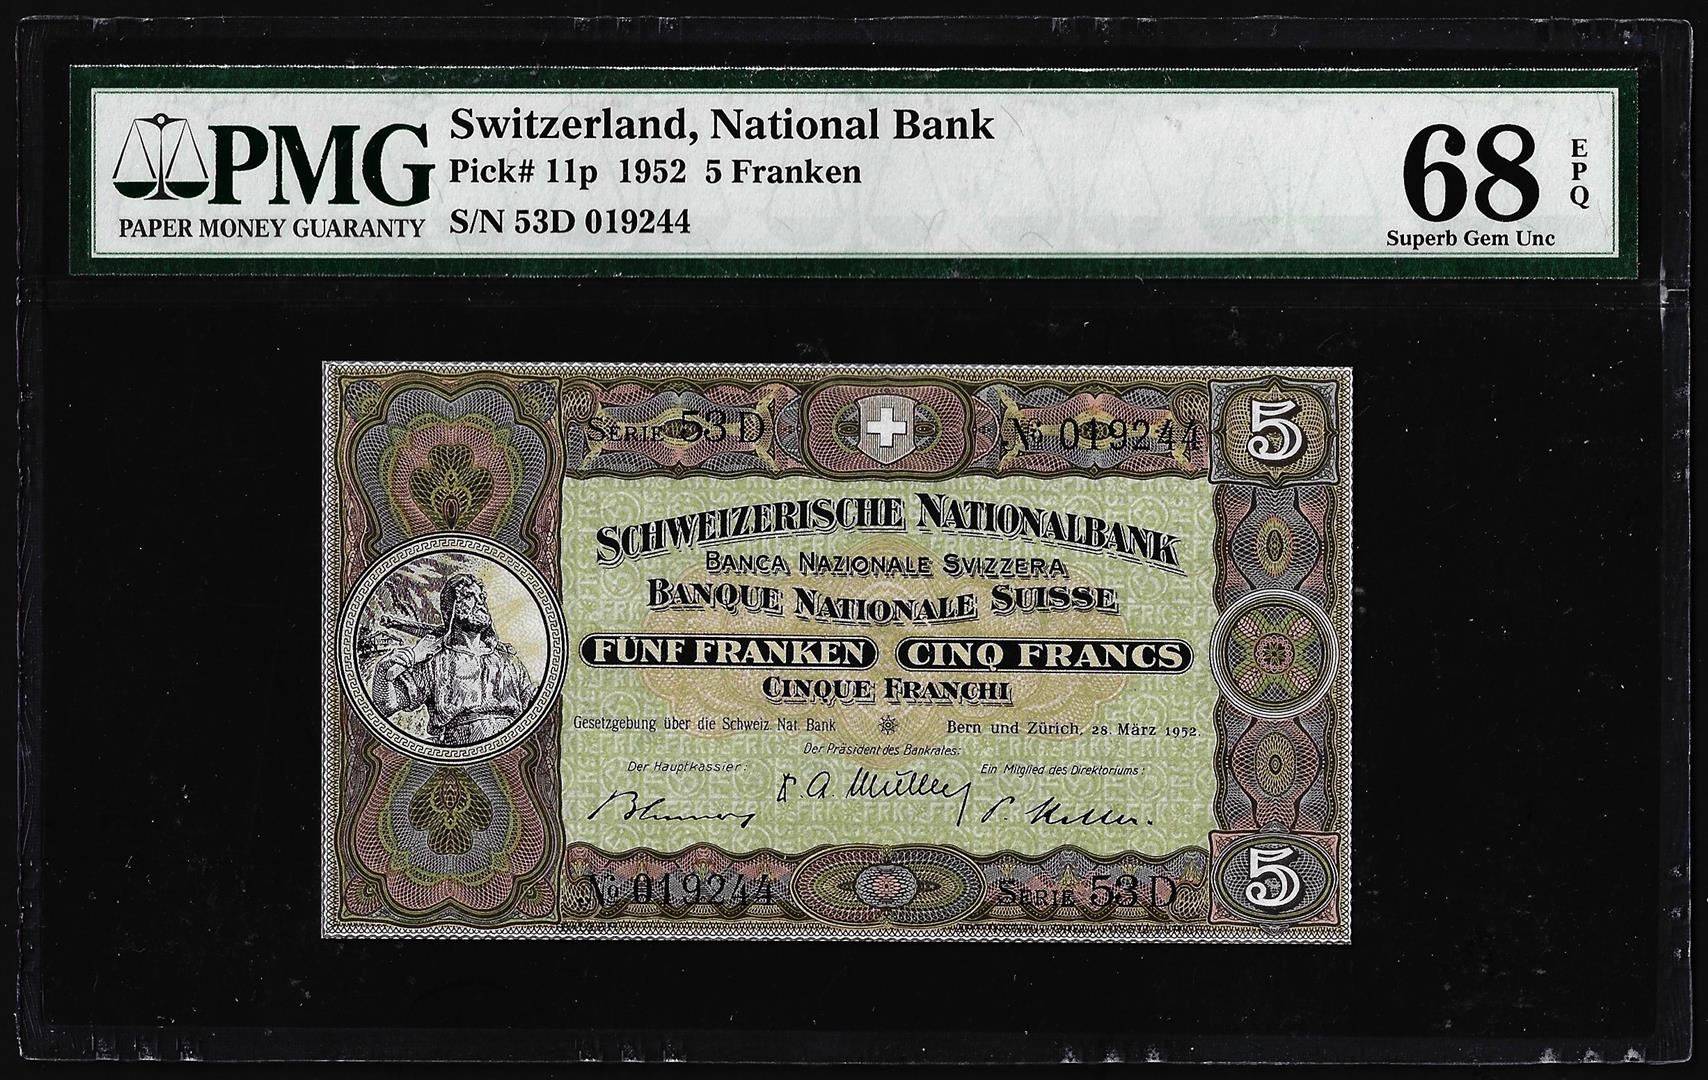 PMG
PAPER MONEY GUARANTY
Switzerland, National Bank
Pick# 11p 1952 5 Franken
S/N 53D 019244
68
EPQ
Superb Gem Unc
SERIE 53 D
No 019244
5
SCHWEIZERISCHE NATIONALBANK
BANCA NAZIONALE SVIZZERA
BANQUE NATIONALE SUISSE
FÜNF FRANKEN CINQ FRANCS
CINQUE FRANCHI
Gesetzgebung über die Schweiz. Nat. Bank
Bern und Zürich, 28. März 1952.
Der Präsident des Bankrates:
Der Hauptkassier:
Ein Mitglied des Direktoriums:
A. Müller
No 019244
SERIE 53 D
5